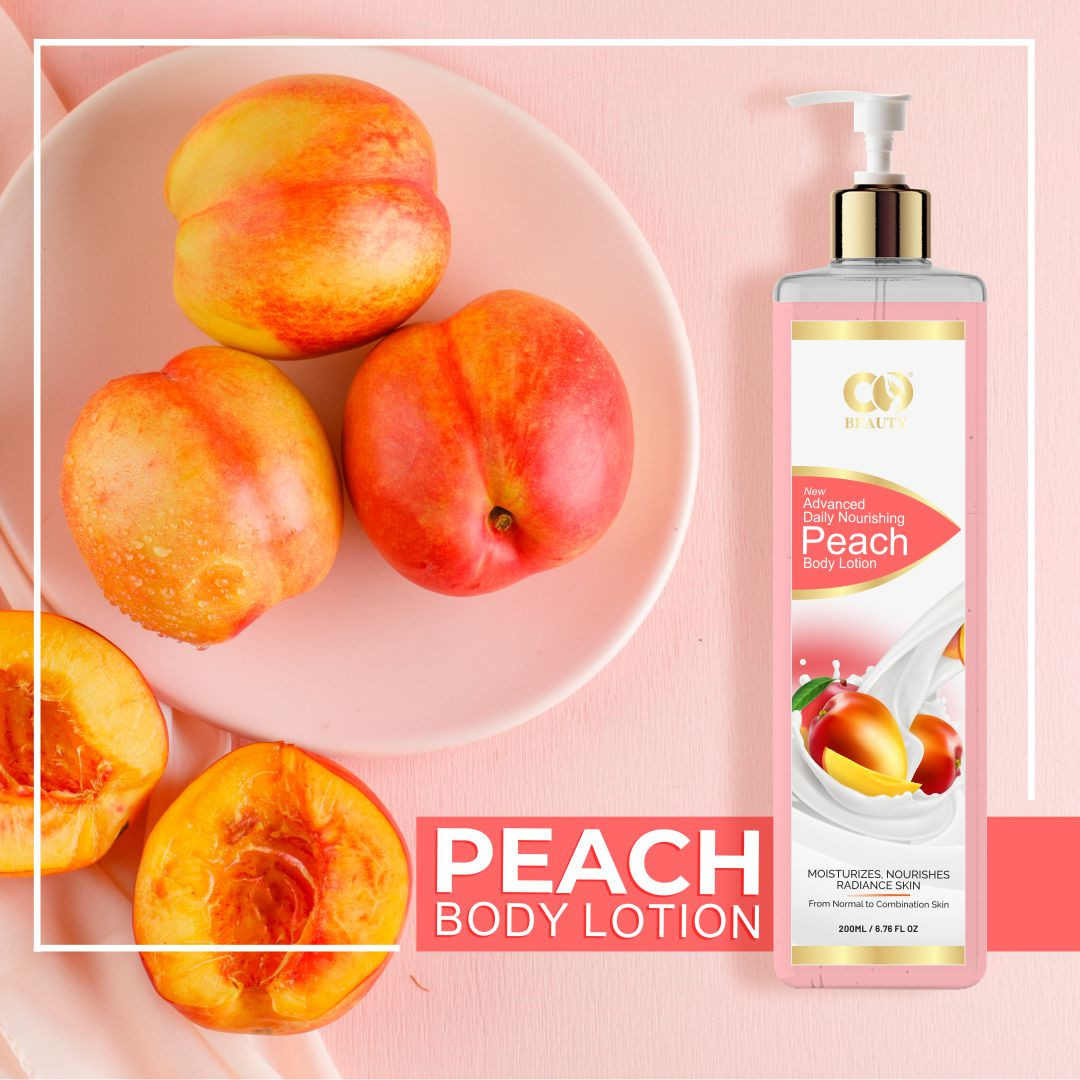 CO
BEAUTY
New
Advanced
Daily Nourishing
Peach
Body Lotion
MOISTURIZES, NOURISHES
RADIANCE SKIN
From Normal to Combination Skin
200ML / 6.76 FL OZ
PEACH
BODY LOTION